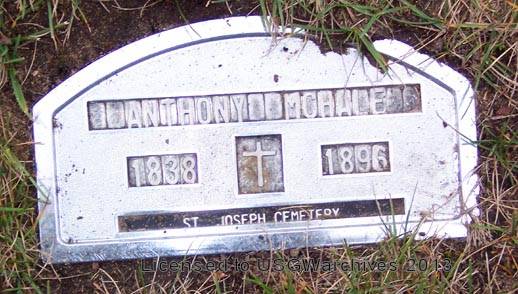 ANTHONY MCHALE
1838 1896
ST. JOSEPH CEMETERY
Licensed to USGWarchives 2013